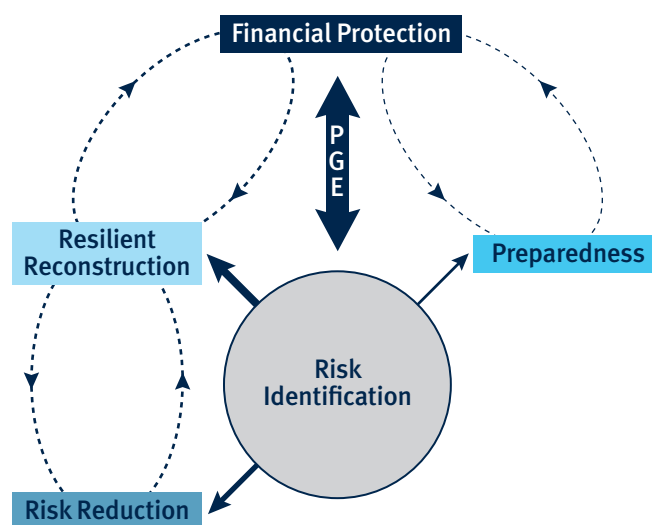 Financial Protection
P
G
E
Resilient
Reconstruction
Preparedness
Risk
Identification
Risk Reduction